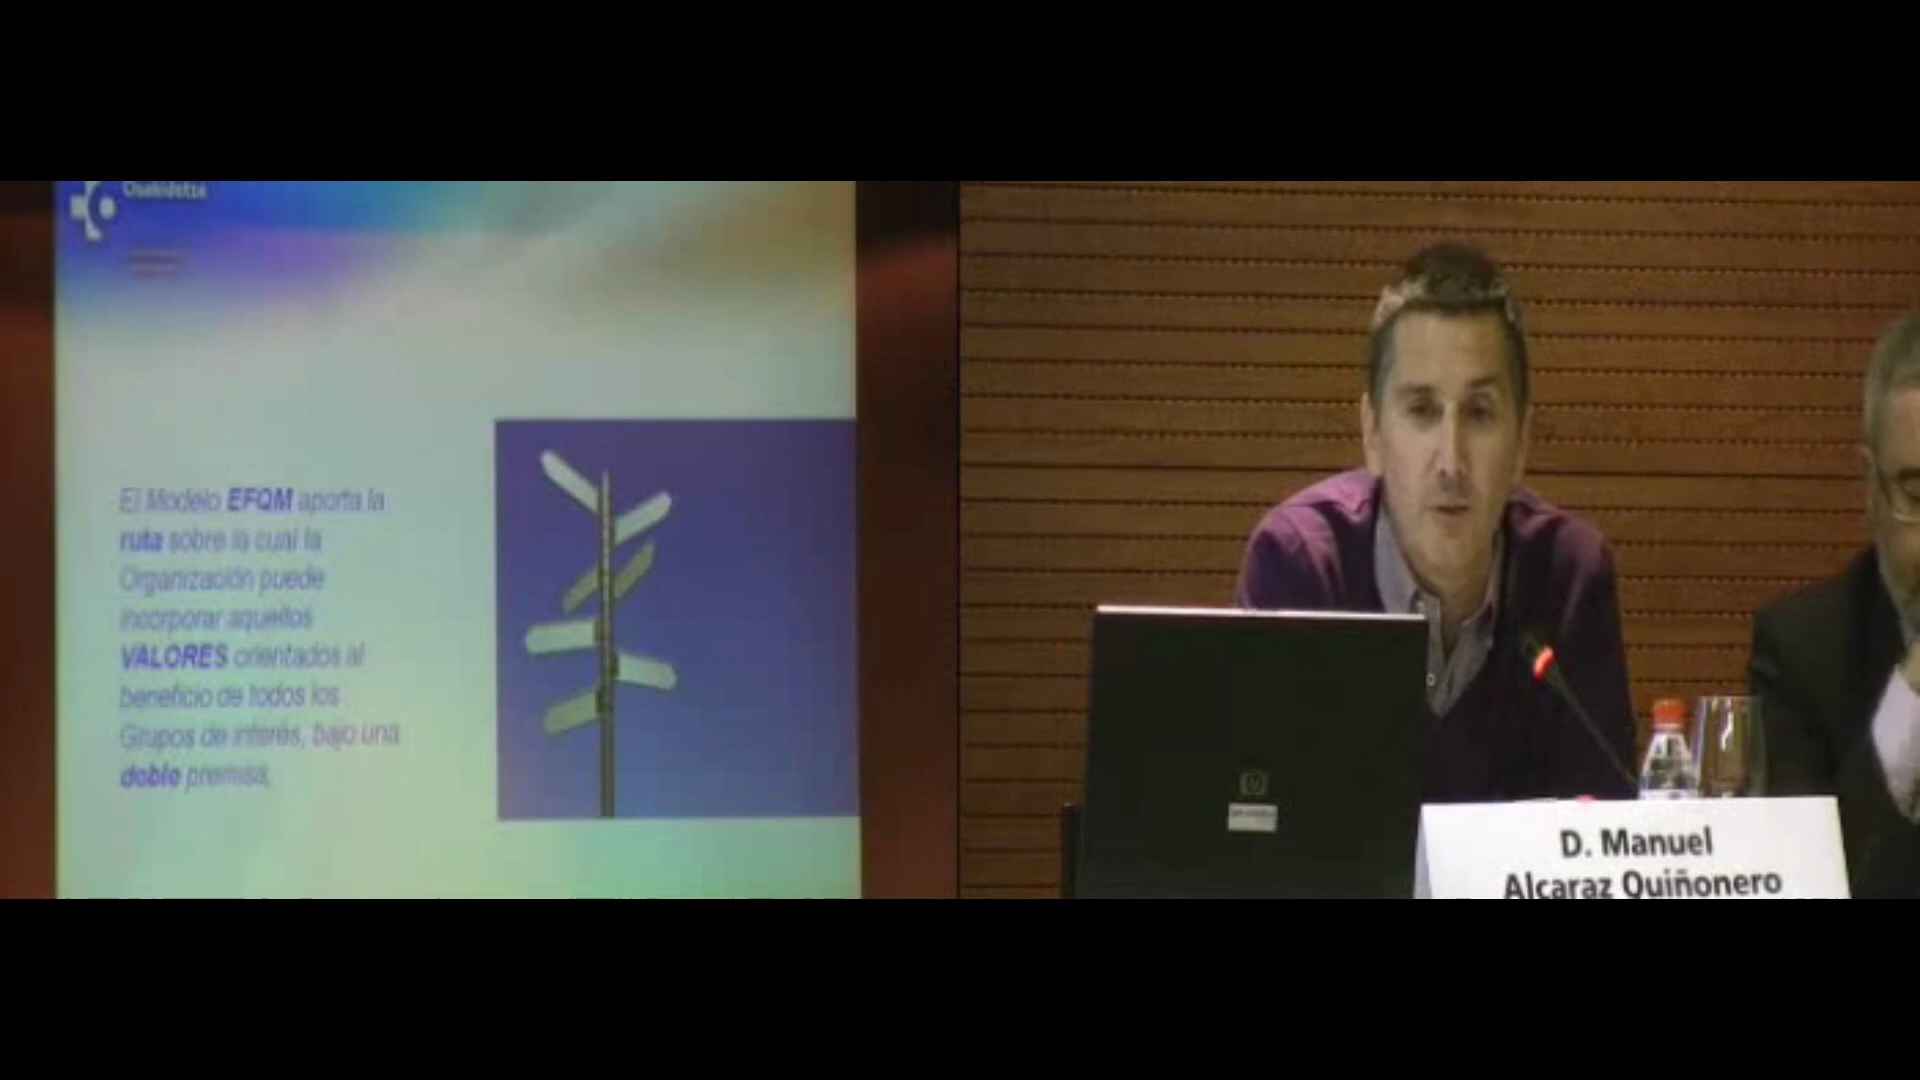 Osakidetza
El Modelo EFQM aporta la
ruta sobre la cual la
Organización puede
incorporar aquellos
VALORES orientados al
beneficio de todos los
Grupos de interés, bajo una
doble premisa;
D. Manuel
Alcaraz Quiñonero